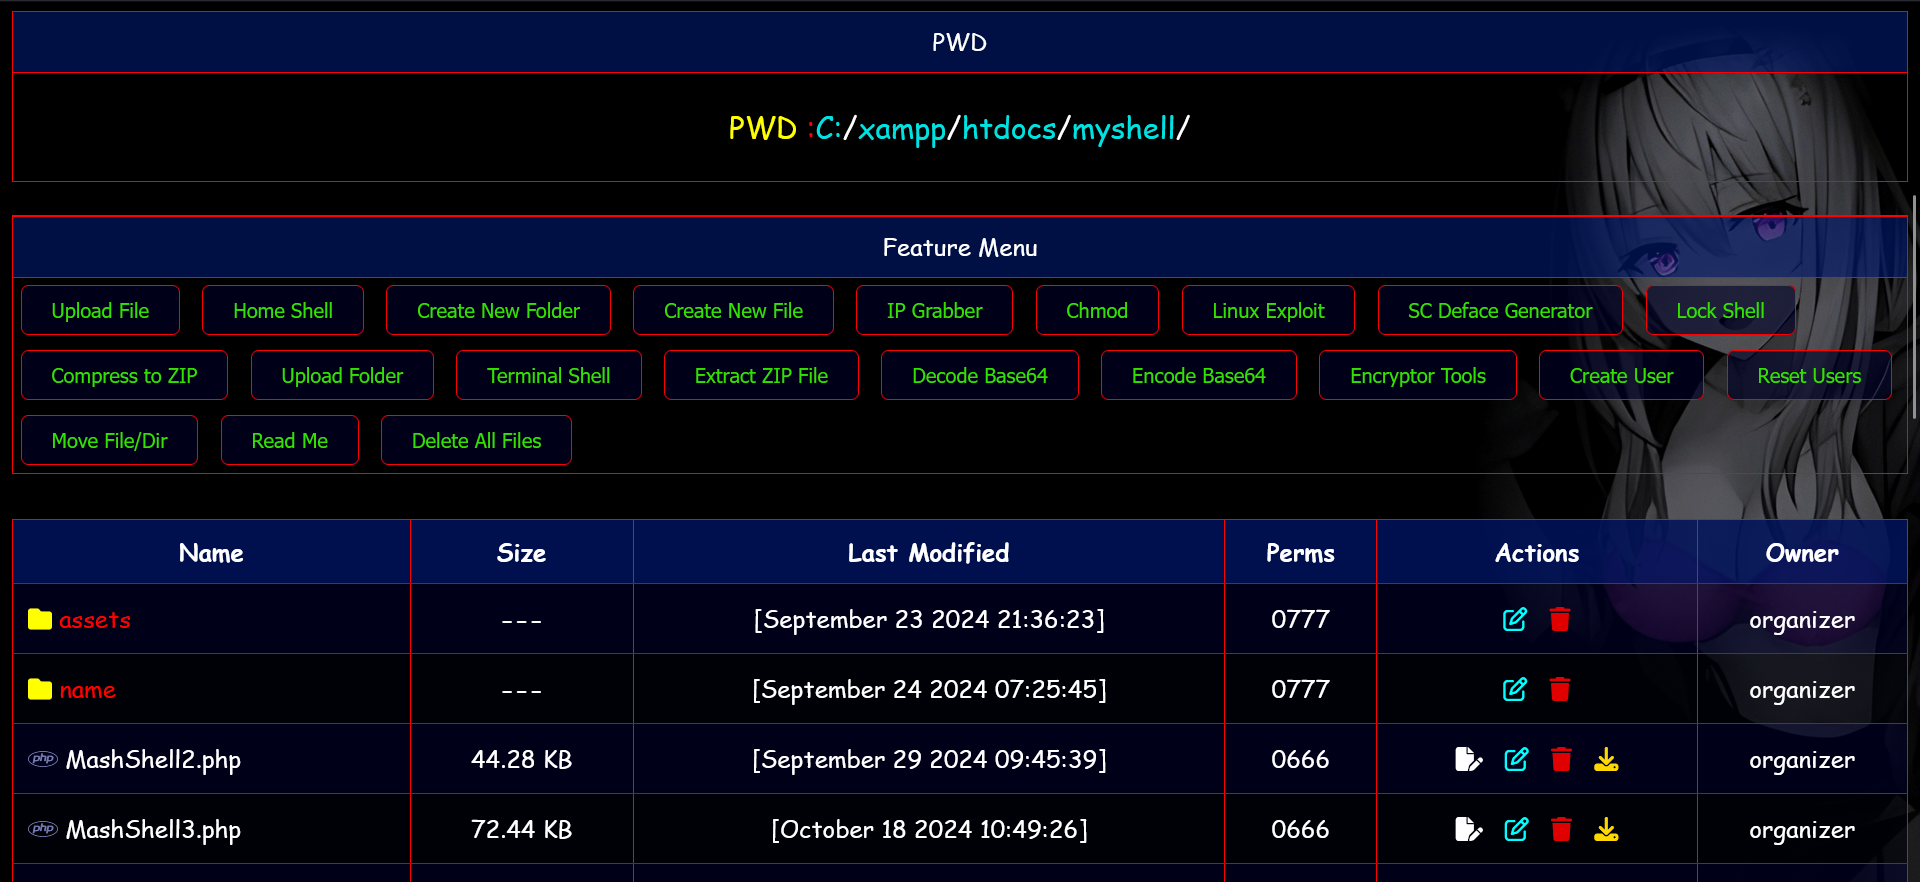 PWD
PWD :C:/xampp/htdocs/myshell/
Feature Menu
Upload File Home Shell Create New Folder Create New File IP Grabber Chmod Linux Exploit SC Deface Generator Lock Shell
Compress to ZIP Upload Folder Terminal Shell Extract ZIP File Decode Base64 Encode Base64 Encryptor Tools Create User Reset Users
Move File/Dir Read Me Delete All Files
Name Size Last Modified Perms Actions Owner
assets --- [September 23 2024 21:36:23] 0777 organizer
name --- [September 24 2024 07:25:45] 0777 organizer
php MashShell2.php 44.28 KB [September 29 2024 09:45:39] 0666 organizer
php MashShell3.php 72.44 KB [October 18 2024 10:49:26] 0666 organizer